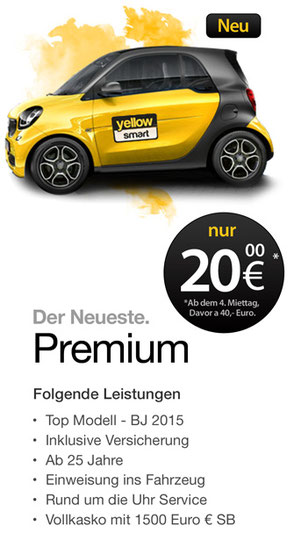 Neu
yellow
smart
nur
20⁰⁰€*
*Ab dem 4. Miettag,
Davor a 40,- Euro.
Der Neueste.
Premium
Folgende Leistungen
• Top Modell - BJ 2015
• Inklusive Versicherung
• Ab 25 Jahre
• Einweisung ins Fahrzeug
• Rund um die Uhr Service
• Vollkasko mit 1500 Euro € SB